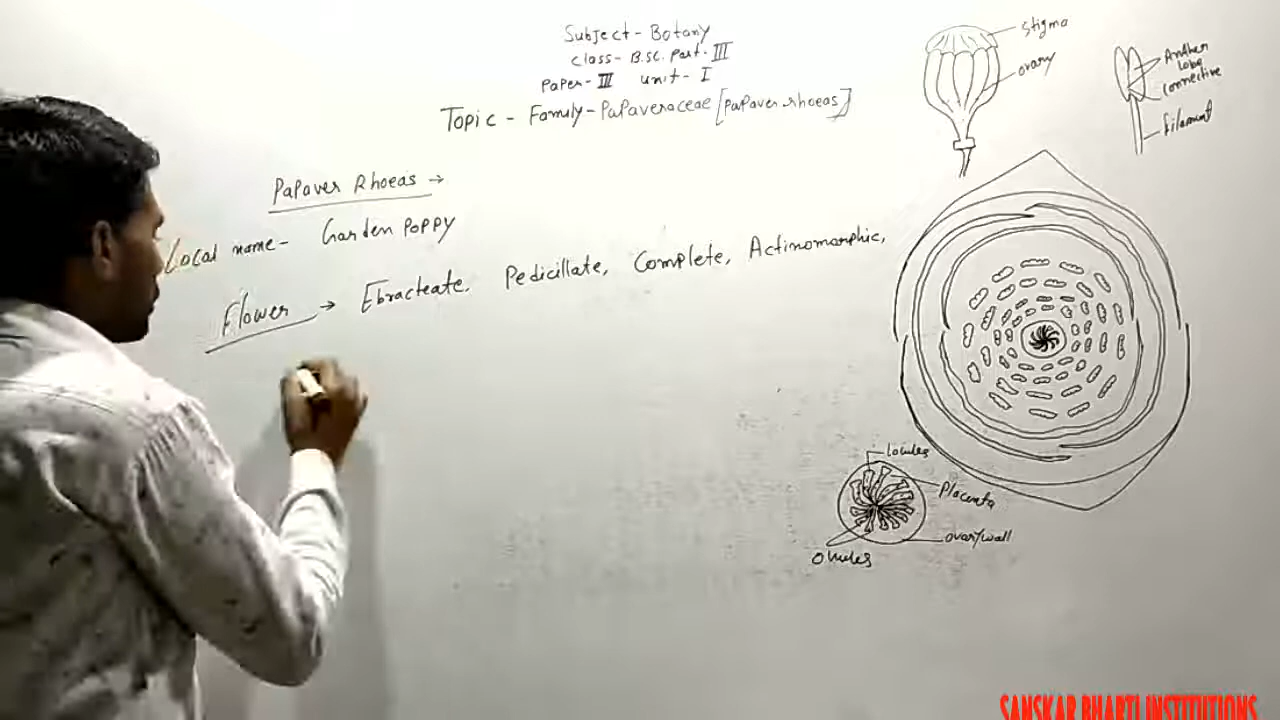 Subject - Botany
Class - B.Sc. Part - III
Paper - III Unit - I
Topic - Family - Papaveraceae [Papaver rhoeas]
Papaver Rhoeas →
Local name - Garden Poppy
Flower → Ebracteate, Pedicillate, Complete, Actinomorphic,
Stigma
ovary
Anther
lobe
connective
filament
Locules
Placenta
ovary wall
Ovules
SANSKAR BHARTI INSTITUTIONS